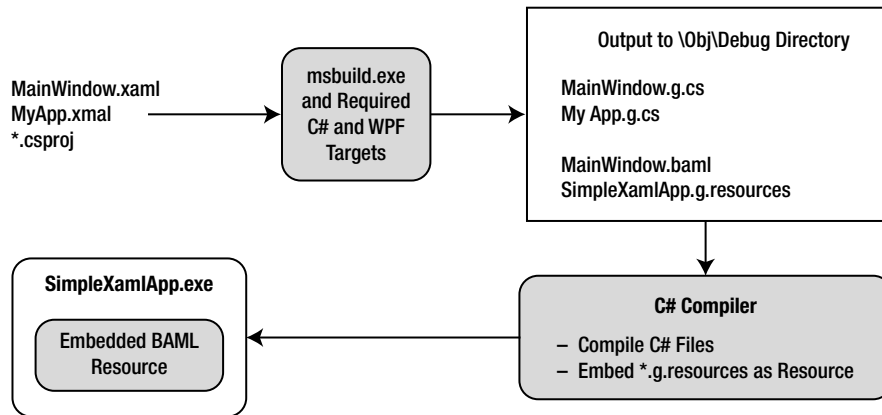 MainWindow.xaml
MyApp.xmal
*.csproj
msbuild.exe
and Required
C# and WPF
Targets
Output to \Obj\Debug Directory
MainWindow.g.cs
My App.g.cs
MainWindow.baml
SimpleXamlApp.g.resources
SimpleXamlApp.exe
Embedded BAML
Resource
C# Compiler
– Compile C# Files
– Embed *.g.resources as Resource